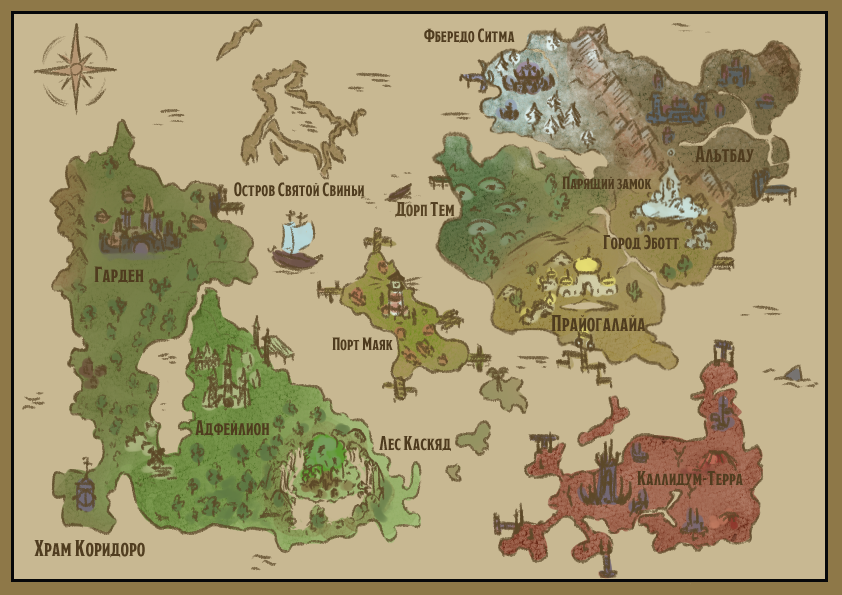 Фбередо Ситма
Альтбау
Парящий замок
Остров Святой Свиньи
Дорп Тем
Город Эботт
Гарден
Прайогалайа
Порт Маяк
Адфейлион
Лес Каскяд
Каллидум-Терра
Храм Коридоро